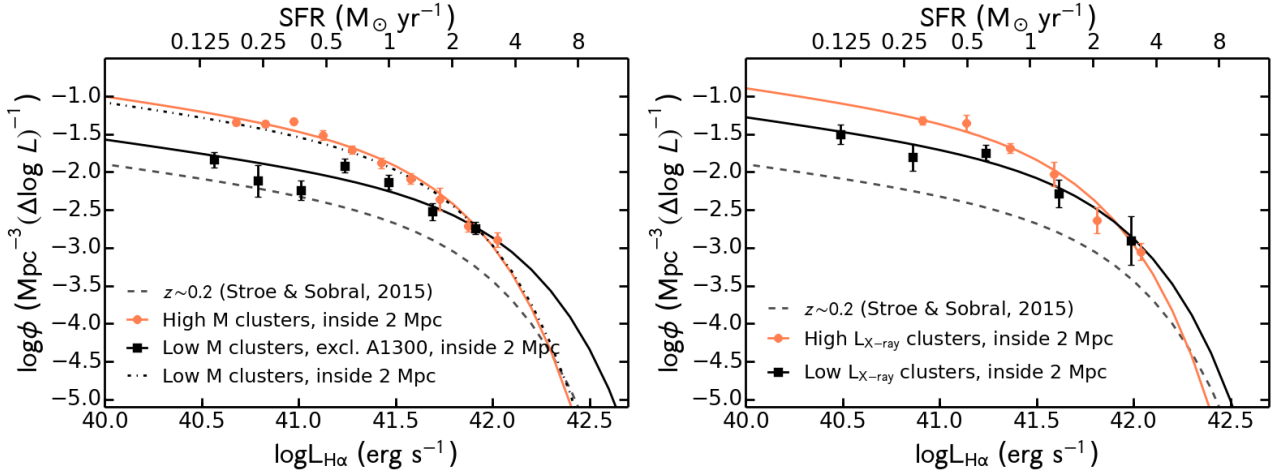 SFR (M⊙ yr⁻¹)
0.125 0.25 0.5 1 2 4 8
−1.0
−1.5
−2.0
−2.5
−3.0
−3.5
−4.0
−4.5
−5.0
logϕ (Mpc⁻³(Δlog L)⁻¹)
z~0.2 (Stroe & Sobral, 2015)
High M clusters, inside 2 Mpc
Low M clusters, excl. A1300, inside 2 Mpc
Low M clusters, inside 2 Mpc
40.0 40.5 41.0 41.5 42.0 42.5
logL_Hα (erg s⁻¹)
SFR (M⊙ yr⁻¹)
0.125 0.25 0.5 1 2 4 8
−1.0
−1.5
−2.0
−2.5
−3.0
−3.5
−4.0
−4.5
−5.0
logϕ (Mpc⁻³(Δlog L)⁻¹)
z~0.2 (Stroe & Sobral, 2015)
High L_X−ray clusters, inside 2 Mpc
Low L_X−ray clusters, inside 2 Mpc
40.0 40.5 41.0 41.5 42.0 42.5
logL_Hα (erg s⁻¹)